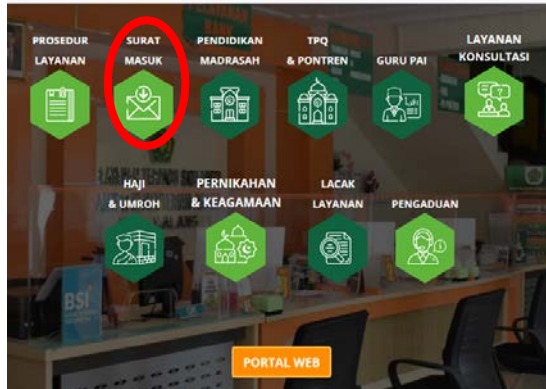 PROSEDUR
LAYANAN
SURAT
MASUK
PENDIDIKAN
MADRASAH
TPQ
& PONTREN
GURU PAI
LAYANAN
KONSULTASI
HAJI
& UMROH
PERNIKAHAN
& KEAGAMAAN
LACAK
LAYANAN
PENGADUAN
BSI
PORTAL WEB